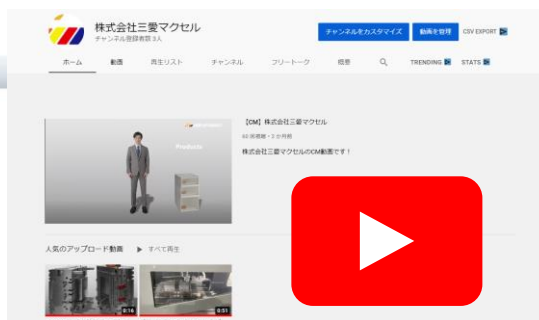 株式会社三愛マクセル
チャンネル登録者数 3人
チャンネルをカスタマイズ 動画を管理 CSV EXPORT
ホーム 動画 再生リスト チャンネル フリートーク 概要 TRENDING STATS
【CM】株式会社三愛マクセル
株式会社三愛マクセルのCM動画です！
Products
人気のアップロード動画 ▶ すべて再生
0:16
0:51